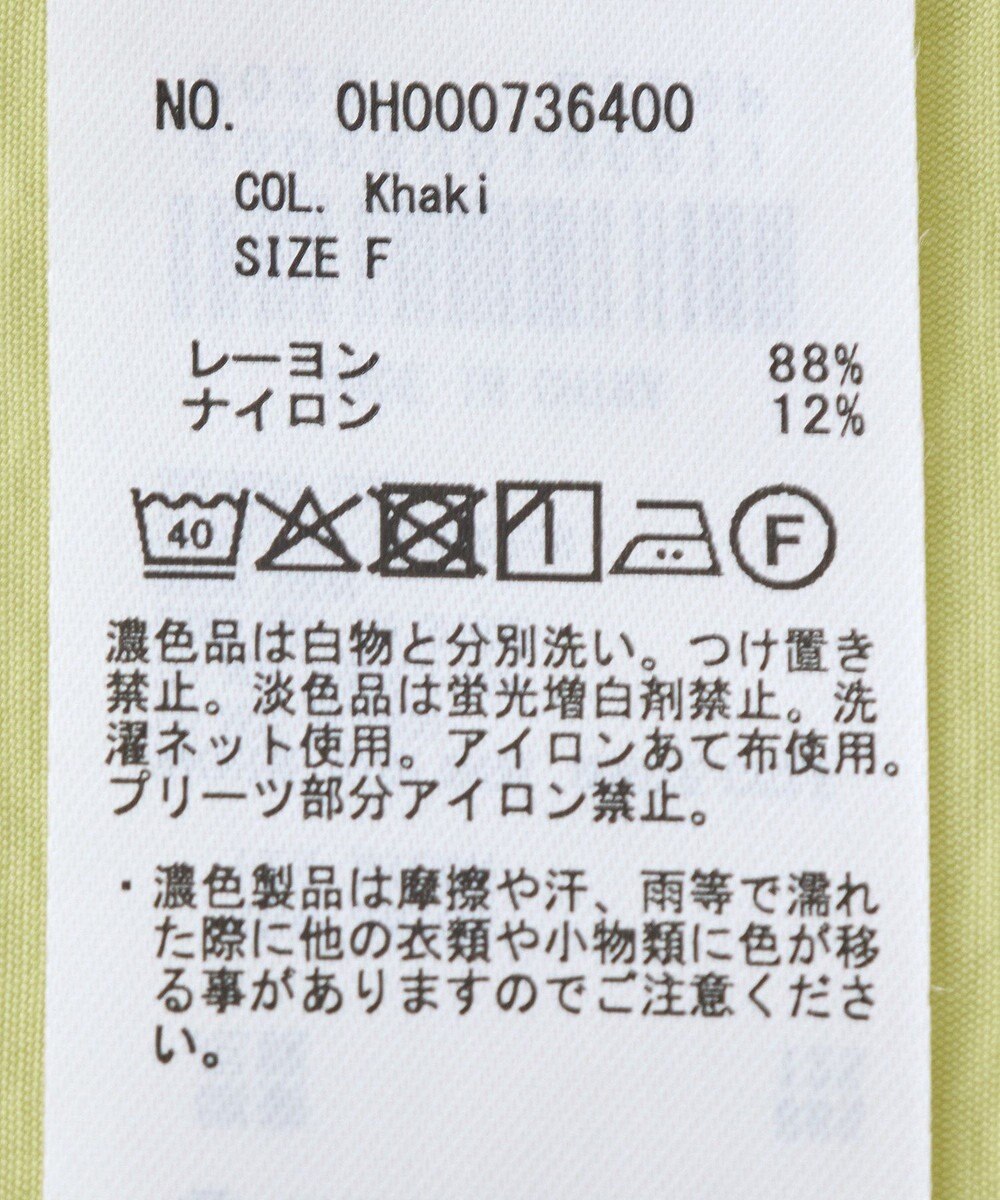 NO. 0H000736400
COL. Khaki
SIZE F
レーヨン 88%
ナイロン 12%
40 F
濃色品は白物と分別洗い。つけ置き
禁止。淡色品は蛍光増白剤禁止。洗
濯ネット使用。アイロンあて布使用。
プリーツ部分アイロン禁止。
・濃色製品は摩擦や汗、雨等で濡れ
た際に他の衣類や小物類に色が移
る事がありますのでご注意くださ
い。